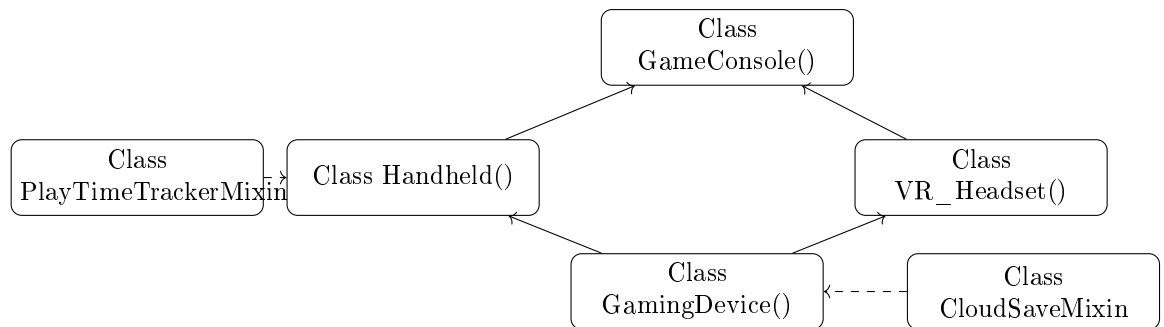 Class
GameConsole()
Class
PlayTimeTrackerMixin
Class Handheld()
Class
VR_Headset()
Class
GamingDevice()
Class
CloudSaveMixin